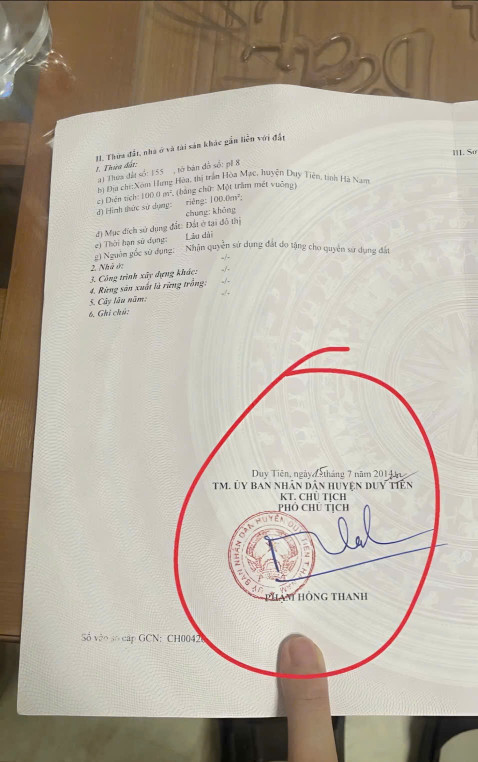 II. Thửa đất, nhà ở và tài sản khác gắn liền với đất
III. Sơ
1. Thửa đất:
a) Thửa đất số: 155 , tờ bản đồ số: pl 8
b) Địa chỉ: Xóm Hưng Hòa, thị trấn Hòa Mạc, huyện Duy Tiên, tỉnh Hà Nam
c) Diện tích: 100.0 m², (bằng chữ: Một trăm mét vuông)
d) Hình thức sử dụng: riêng: 100.0m²;
chung: không
đ) Mục đích sử dụng đất: Đất ở tại đô thị
e) Thời hạn sử dụng: Lâu dài
g) Nguồn gốc sử dụng: Nhận quyền sử dụng đất do tặng cho quyền sử dụng đất
2. Nhà ở: -/-
3. Công trình xây dựng khác: -/-
4. Rừng sản xuất là rừng trồng: -/-
5. Cây lâu năm: -/-
6. Ghi chú:
Duy Tiên, ngày 15 tháng 7 năm 2014
TM. ỦY BAN NHÂN DÂN HUYỆN DUY TIÊN
KT. CHỦ TỊCH
PHÓ CHỦ TỊCH
PHẠM HỒNG THANH
Số vào sổ cấp GCN: CH0042